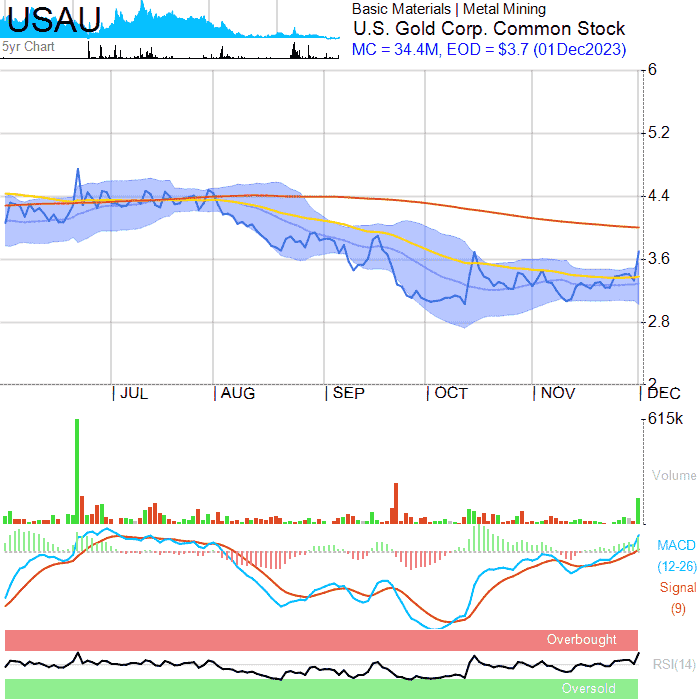 USAU
5yr Chart
Basic Materials | Metal Mining
U.S. Gold Corp. Common Stock
MC = 34.4M, EOD = $3.7 (01Dec2023)
6
5.2
4.4
3.6
2.8
2
JUL AUG SEP OCT NOV DEC
615k
Volume
MACD
(12-26)
Signal
(9)
Overbought
RSI(14)
Oversold